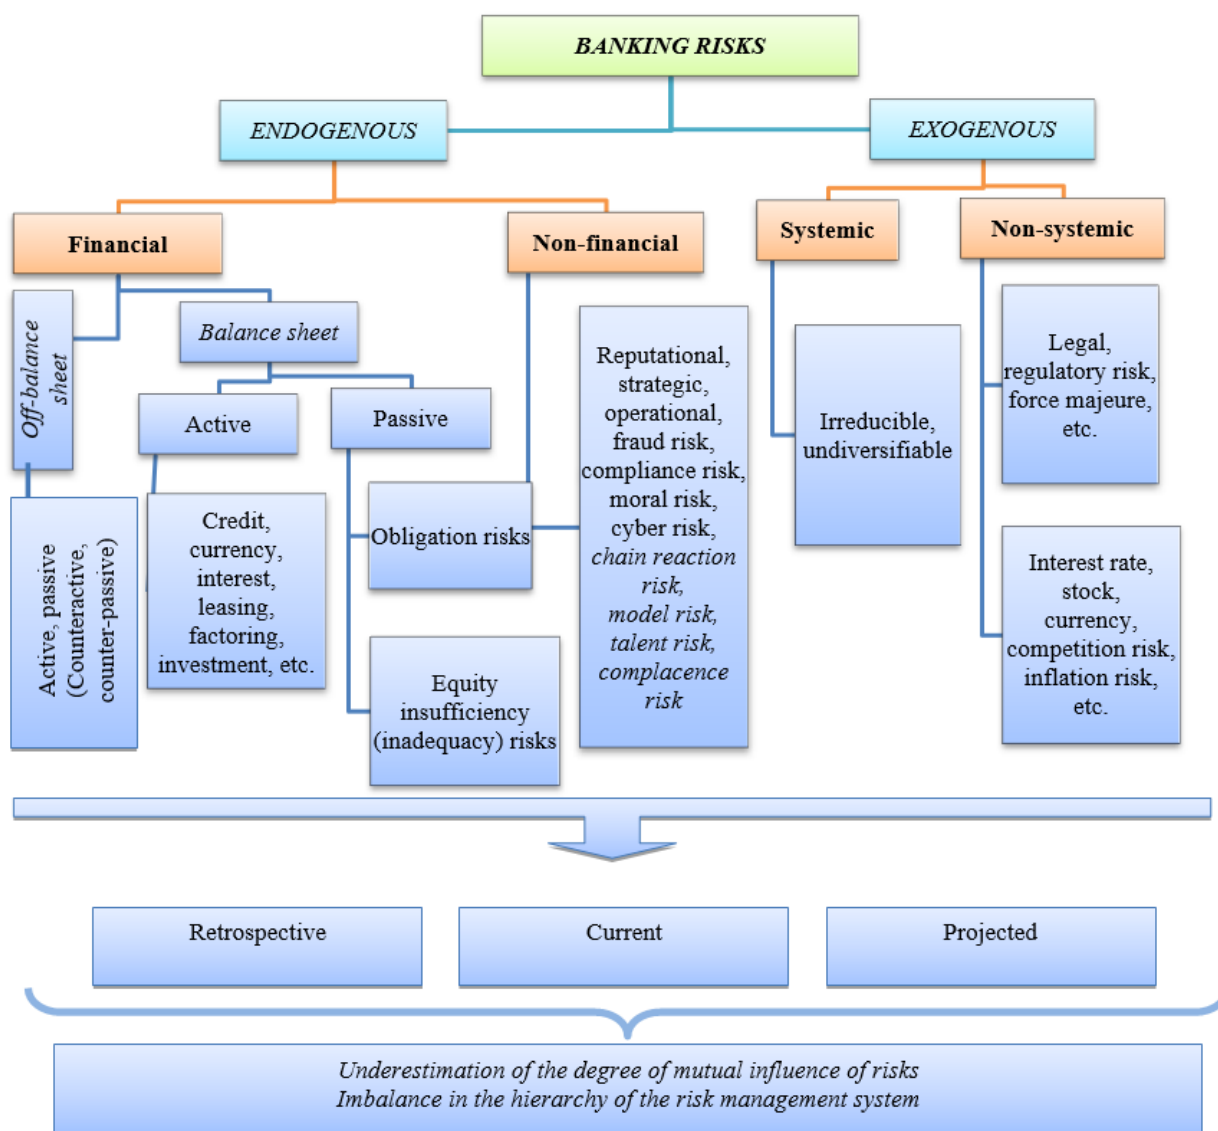 BANKING RISKS
ENDOGENOUS
EXOGENOUS
Financial
Non-financial
Systemic
Non-systemic
Off-balance
sheet
Balance sheet
Active
Passive
Active, passive
(Counteractive,
counter-passive)
Credit,
currency,
interest,
leasing,
factoring,
investment, etc.
Obligation risks
Equity
insufficiency
(inadequacy) risks
Reputational,
strategic,
operational,
fraud risk,
compliance risk,
moral risk,
cyber risk,
chain reaction
risk,
model risk,
talent risk,
complacence
risk
Irreducible,
undiversifiable
Legal,
regulatory risk,
force majeure,
etc.
Interest rate,
stock,
currency,
competition risk,
inflation risk,
etc.
Retrospective
Current
Projected
Underestimation of the degree of mutual influence of risks
Imbalance in the hierarchy of the risk management system